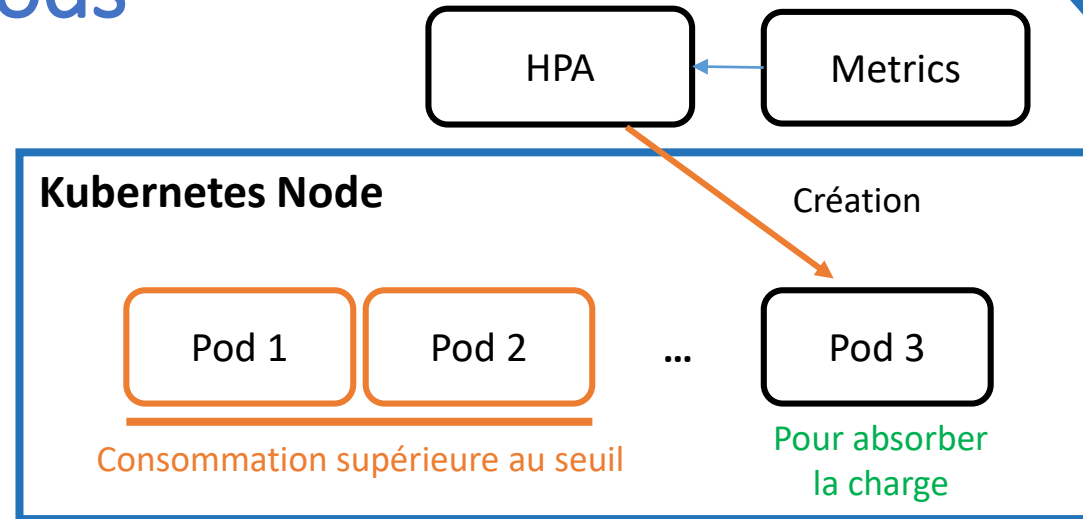 HPA
Metrics
Kubernetes Node
Création
Pod 1
Pod 2
...
Pod 3
Consommation supérieure au seuil
Pour absorber
la charge